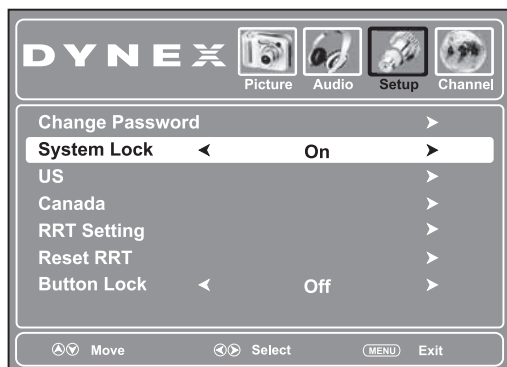 DYNEX
Picture Audio Setup Channel
Change Password
System Lock On
US
Canada
RRT Setting
Reset RRT
Button Lock Off
Move Select MENU Exit